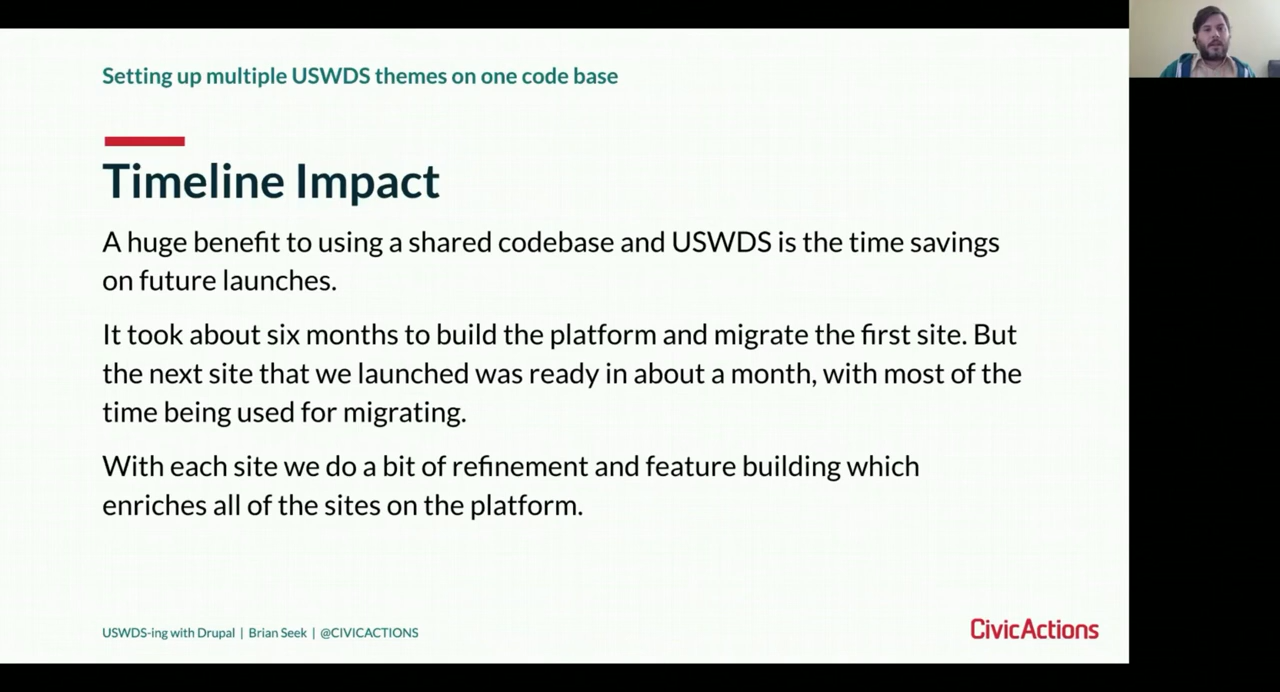 Setting up multiple USWDS themes on one code base
Timeline Impact
A huge benefit to using a shared codebase and USWDS is the time savings
on future launches.
It took about six months to build the platform and migrate the first site. But
the next site that we launched was ready in about a month, with most of the
time being used for migrating.
With each site we do a bit of refinement and feature building which
enriches all of the sites on the platform.
USWDS-ing with Drupal | Brian Seek | @CIVICACTIONS
CivicActions